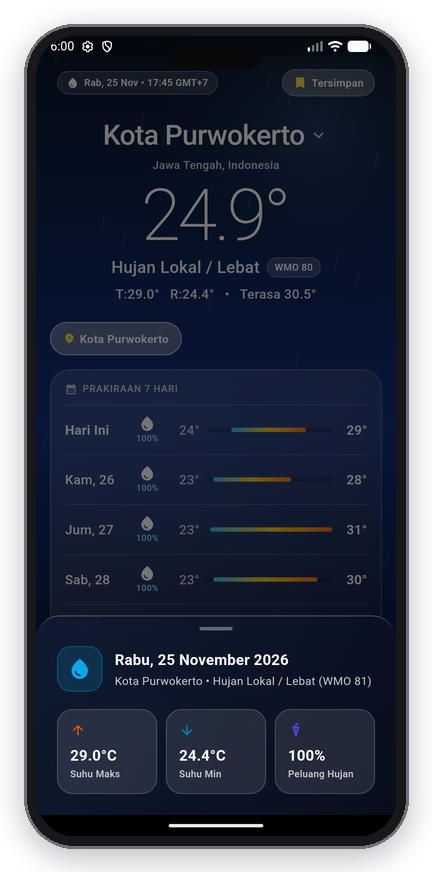 6:00
Rab, 25 Nov • 17:45 GMT+7
Tersimpan
Kota Purwokerto
Jawa Tengah, Indonesia
24.9°
Hujan Lokal / Lebat WMO 80
T:29.0° R:24.4° • Terasa 30.5°
Kota Purwokerto
PRAKIRAAN 7 HARI
Hari Ini 100% 24° 29°
Kam, 26 100% 23° 28°
Jum, 27 100% 23° 31°
Sab, 28 100% 23° 30°
Rabu, 25 November 2026
Kota Purwokerto • Hujan Lokal / Lebat (WMO 81)
29.0°C
Suhu Maks
24.4°C
Suhu Min
100%
Peluang Hujan